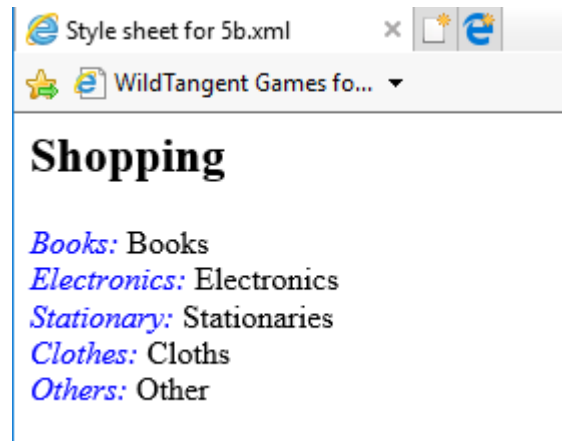 Style sheet for 5b.xml
WildTangent Games fo...
Shopping
Books: Books
Electronics: Electronics
Stationary: Stationaries
Clothes: Cloths
Others: Other